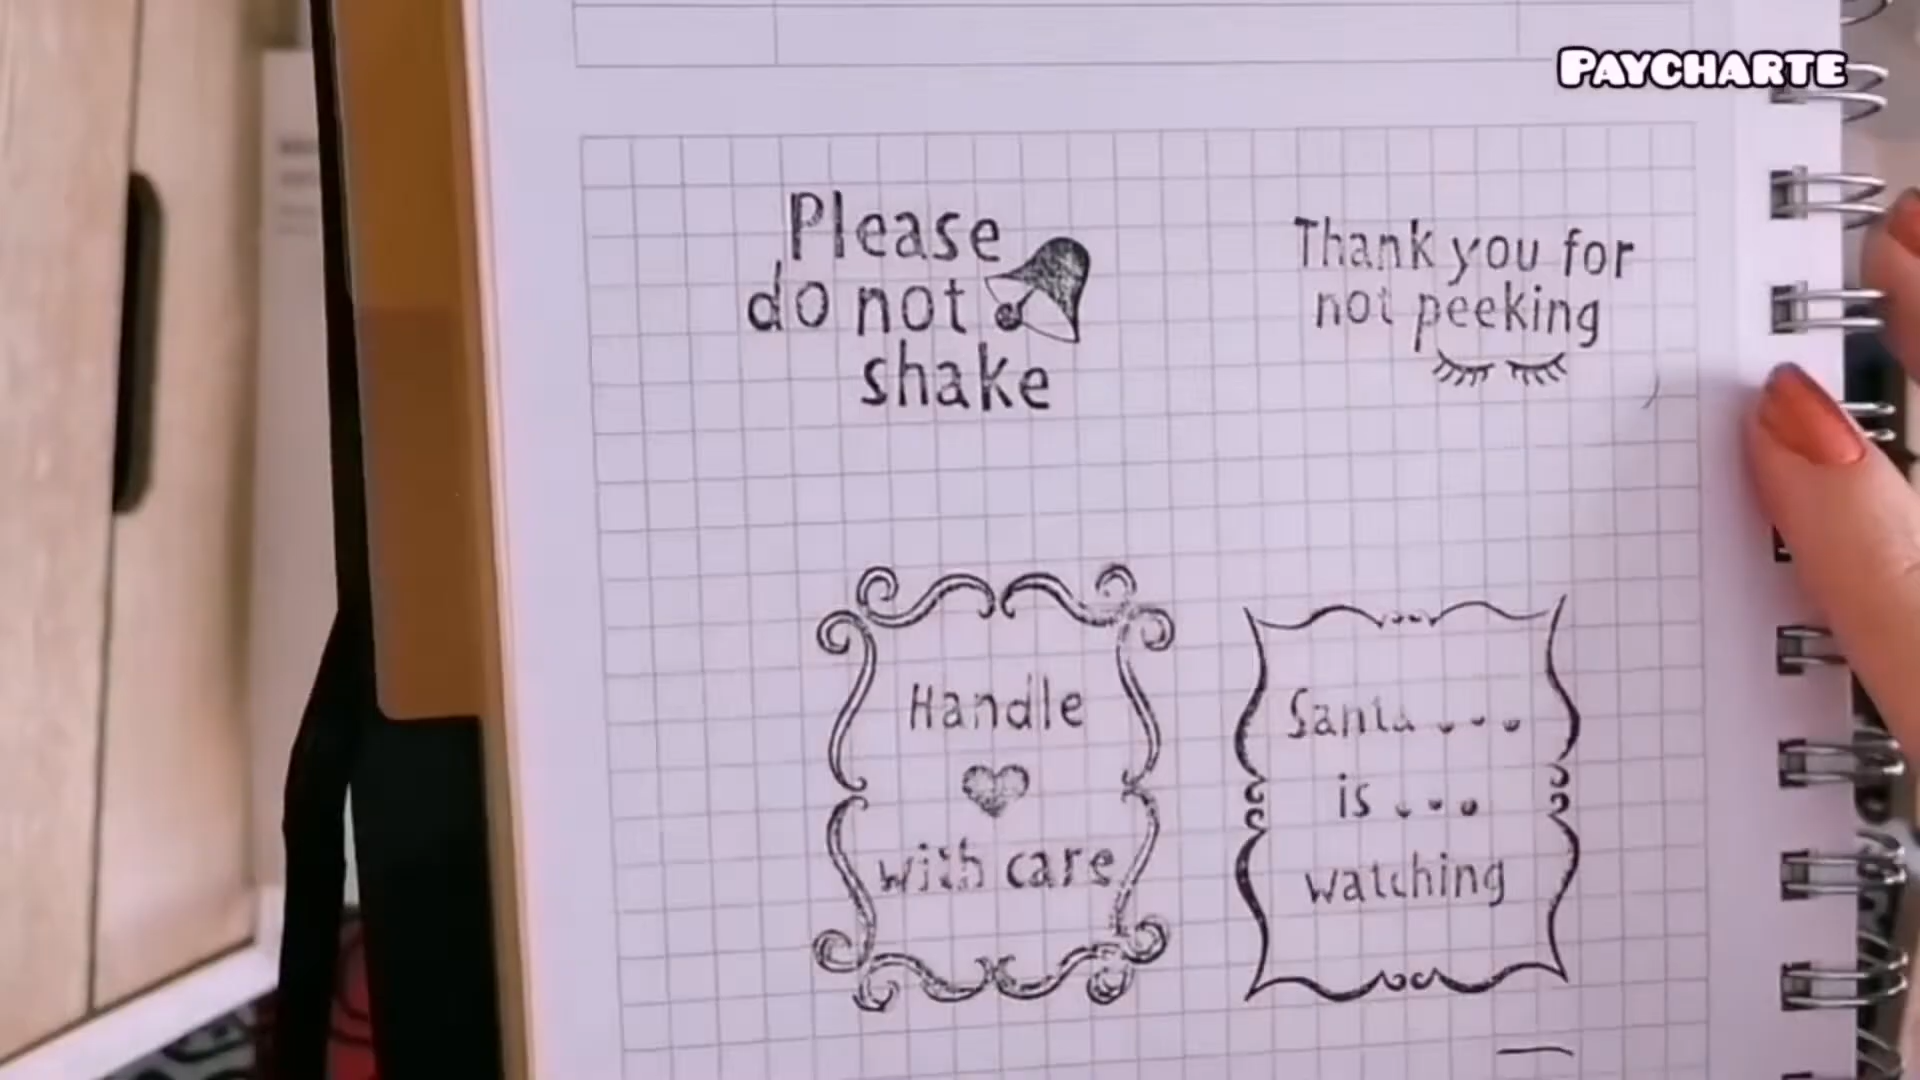 PAYCHARTE
Please
do not
shake
Thank you for
not peeking
Handle
with care
Santa...
is...
watching